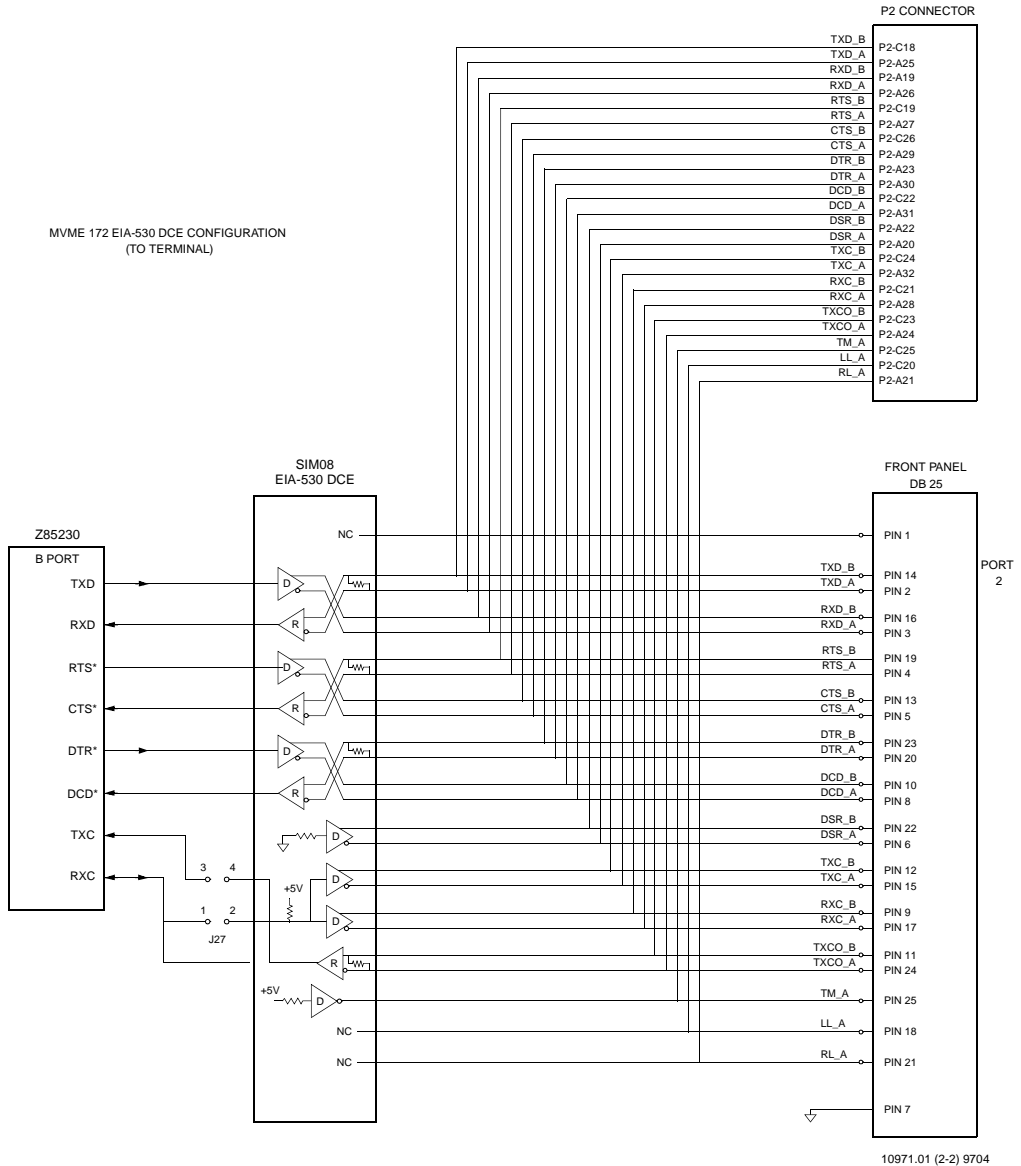 P2 CONNECTOR
TXD_B P2-C18
TXD_A P2-A25
RXD_B P2-A19
RXD_A P2-A26
RTS_B P2-C19
RTS_A P2-A27
CTS_B P2-C26
CTS_A P2-A29
DTR_B P2-A23
DTR_A P2-A30
DCD_B P2-C22
DCD_A P2-A31
DSR_B P2-A22
DSR_A P2-A20
TXC_B P2-C24
TXC_A P2-A32
RXC_B P2-C21
RXC_A P2-A28
TXCO_B P2-C23
TXCO_A P2-A24
TM_A P2-C25
LL_A P2-C20
RL_A P2-A21
MVME 172 EIA-530 DCE CONFIGURATION
(TO TERMINAL)
SIM08
EIA-530 DCE
FRONT PANEL
DB 25
PORT
2
Z85230
B PORT
NC PIN 1
TXD D TXD_B PIN 14
TXD_A PIN 2
RXD R RXD_B PIN 16
RXD_A PIN 3
RTS* D RTS_B PIN 19
RTS_A PIN 4
CTS* R CTS_B PIN 13
CTS_A PIN 5
DTR* D DTR_B PIN 23
DTR_A PIN 20
DCD* R DCD_B PIN 10
DCD_A PIN 8
TXC D DSR_B PIN 22
DSR_A PIN 6
RXC 3 4 D TXC_B PIN 12
TXC_A PIN 15
+5V
1 2 D RXC_B PIN 9
RXC_A PIN 17
J27
R TXCO_B PIN 11
TXCO_A PIN 24
+5V D TM_A PIN 25
NC LL_A PIN 18
NC RL_A PIN 21
PIN 7
10971.01 (2-2) 9704